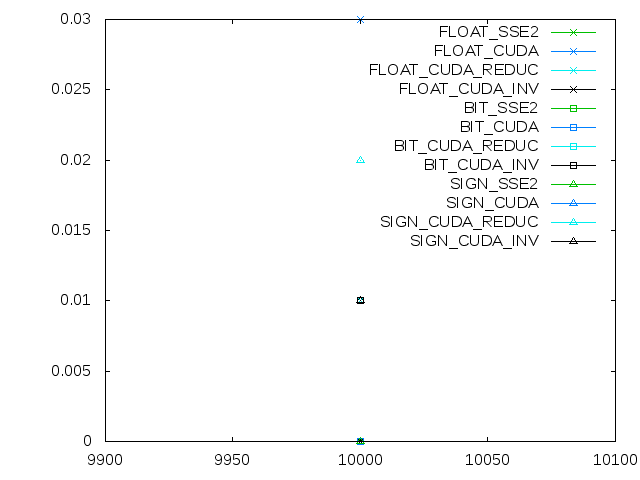 0.03
FLOAT_SSE2
FLOAT_CUDA
FLOAT_CUDA_REDUC
0.025
FLOAT_CUDA_INV
BIT_SSE2
BIT_CUDA
BIT_CUDA_REDUC
0.02
BIT_CUDA_INV
SIGN_SSE2
SIGN_CUDA
SIGN_CUDA_REDUC
0.015
SIGN_CUDA_INV
0.01
0.005
0
9900 9950 10000 10050 10100